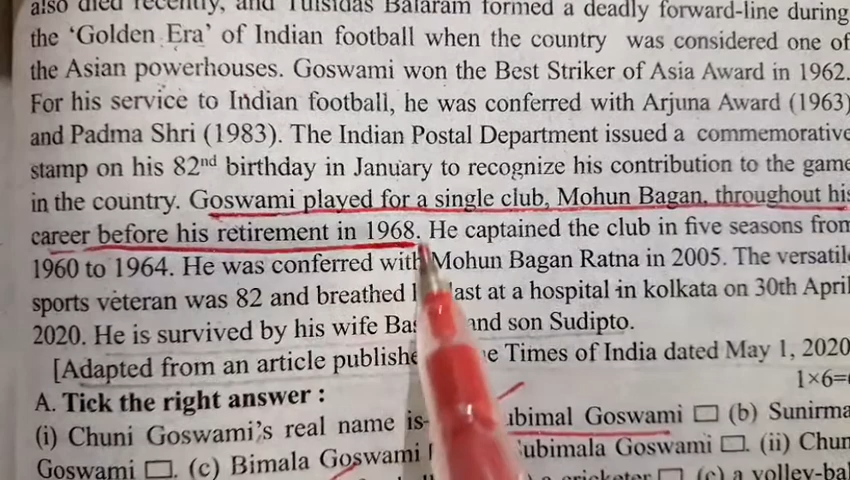 also died recently, and Tulsidas Balaram formed a deadly forward-line during
the ‘Golden Era’ of Indian football when the country was considered one of
the Asian powerhouses. Goswami won the Best Striker of Asia Award in 1962.
For his service to Indian football, he was conferred with Arjuna Award (1963)
and Padma Shri (1983). The Indian Postal Department issued a commemorative
stamp on his 82nd birthday in January to recognize his contribution to the game
in the country. Goswami played for a single club, Mohun Bagan, throughout his
career before his retirement in 1968. He captained the club in five seasons from
1960 to 1964. He was conferred with Mohun Bagan Ratna in 2005. The versatile
sports veteran was 82 and breathed last at a hospital in kolkata on 30th April
2020. He is survived by his wife and son Sudipto.
[Adapted from an article Times of India dated May 1, 2020
1×6=
A. Tick the right answer :
(i) Chuni Goswami's real name is- ubimal Goswami □ (b) Sunirma
Goswami □. (c) Bimala Goswami ubimala Goswami □. (ii) Chun
a cricketer □ (c) a volley-bal